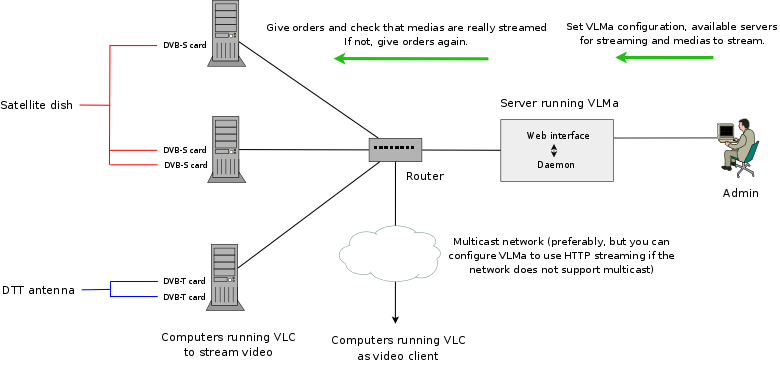 Give orders and check that medias are really streamed
If not, give orders again.
Set VLMa configuration, available servers
for streaming and medias to stream.
DVB-S card
Satellite dish
Server running VLMa
Web interface
Daemon
DVB-S card
DVB-S card
Router
Admin
Multicast network (preferably, but you can
configure VLMa to use HTTP streaming if the
network does not support multicast)
DVB-T card
DTT antenna
DVB-T card
Computers running VLC
to stream video
Computers running VLC
as video client